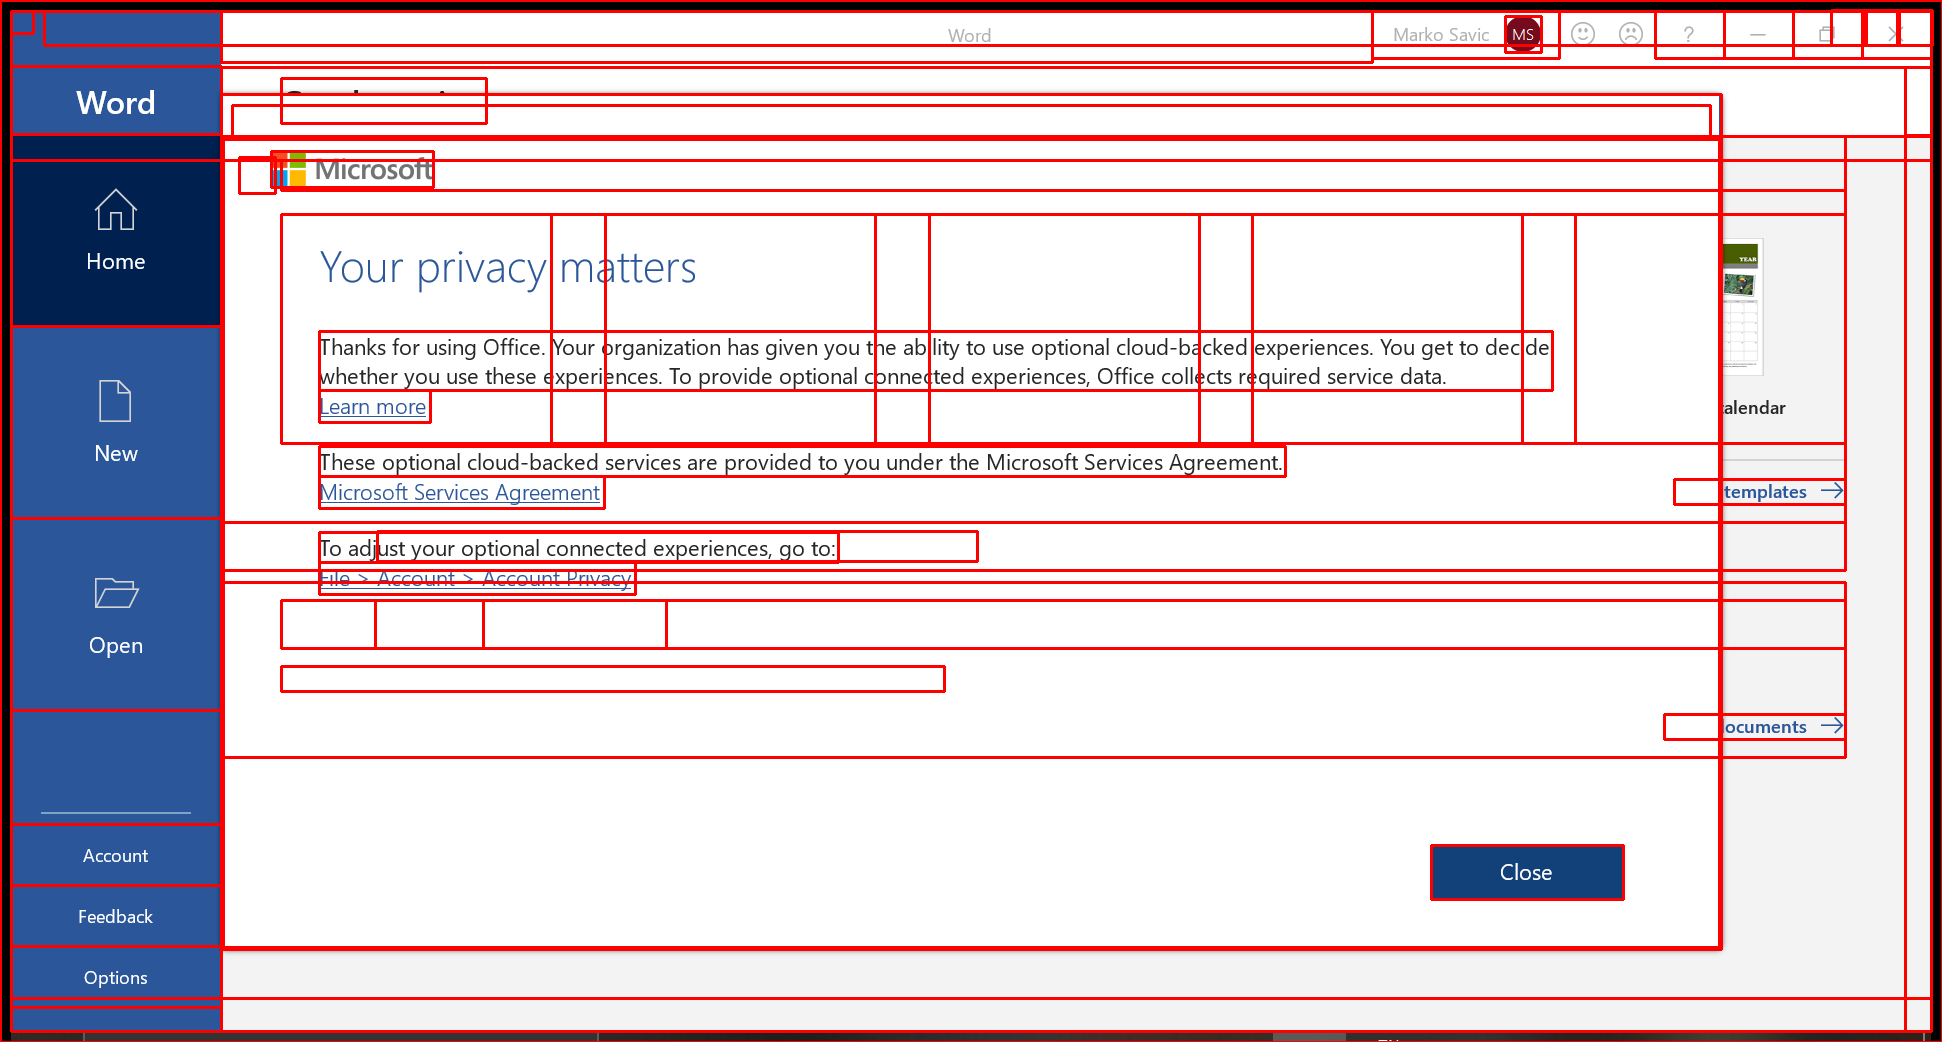 Word
Marko Savic
MS
?
Word
Home
New
Open
Account
Feedback
Options
Microsoft
Your privacy matters
Thanks for using Office. Your organization has given you the ability to use optional cloud-backed experiences. You get to decide
whether you use these experiences. To provide optional connected experiences, Office collects required service data.
Learn more
These optional cloud-backed services are provided to you under the Microsoft Services Agreement.
Microsoft Services Agreement
To adjust your optional connected experiences, go to:
File > Account > Account Privacy
Close
YEAR
alendar
templates
ocuments